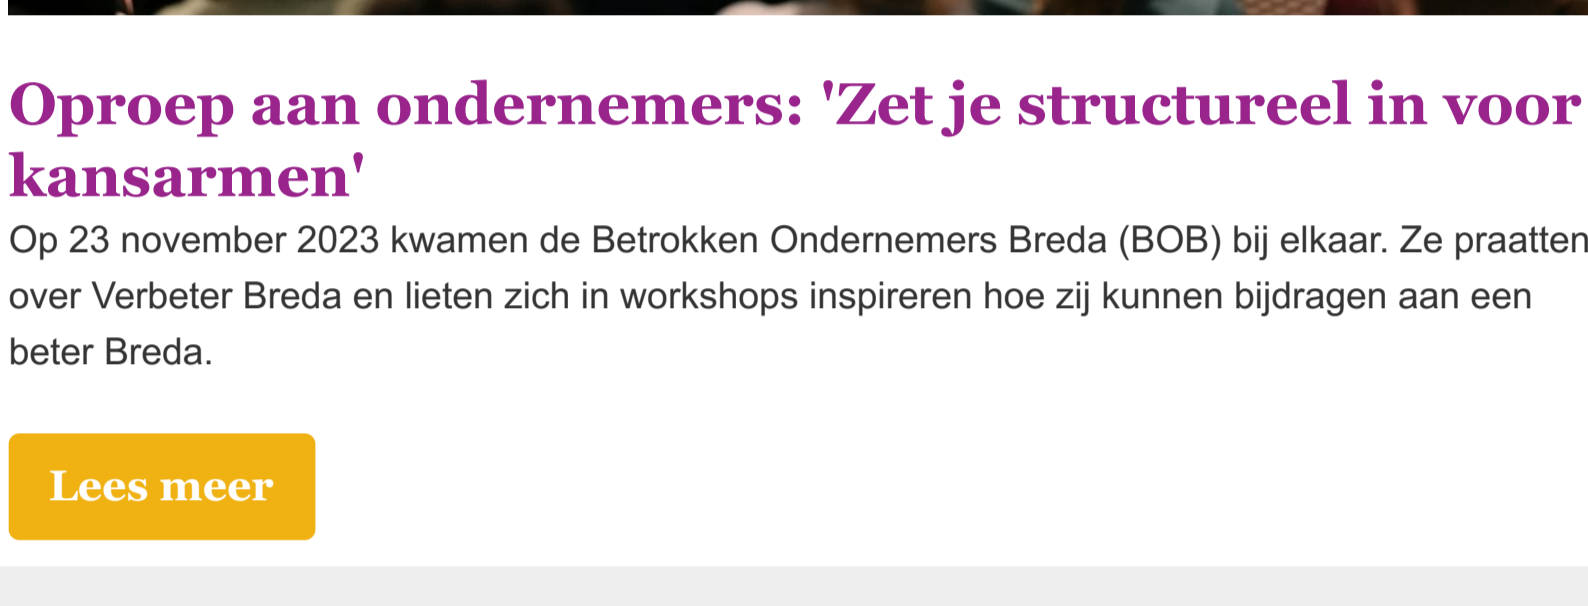 Oproep aan ondernemers: 'Zet je structureel in voor
kansarmen'
Op 23 november 2023 kwamen de Betrokken Ondernemers Breda (BOB) bij elkaar. Ze praatten
over Verbeter Breda en lieten zich in workshops inspireren hoe zij kunnen bijdragen aan een
beter Breda.
Lees meer